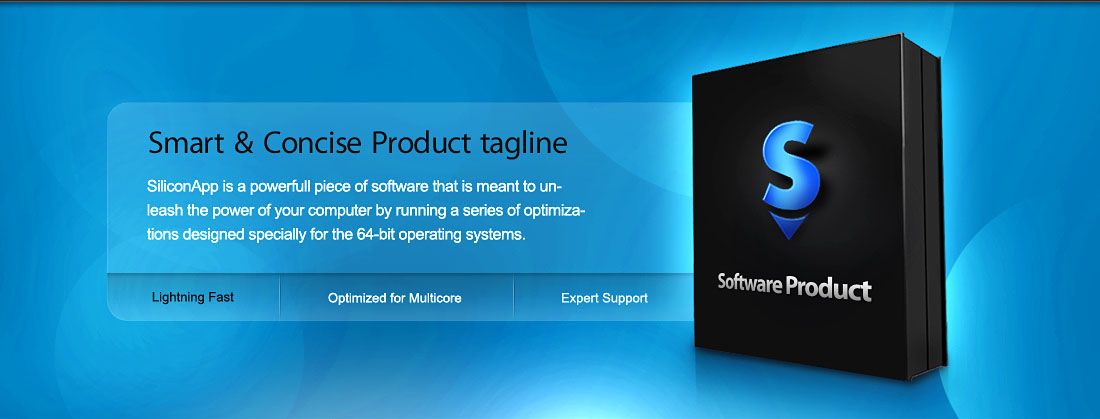 Smart & Concise Product tagline
SiliconApp is a powerfull piece of software that is meant to un-
leash the power of your computer by running a series of optimiza-
tions designed specially for the 64-bit operating systems.
Lightning Fast
Optimized for Multicore
Expert Support
S
Software Product